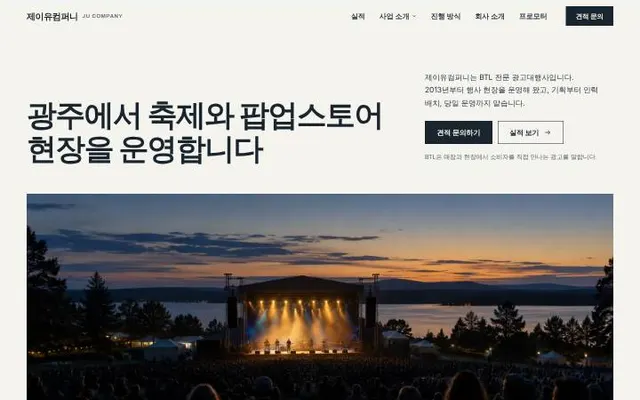 제이유컴퍼니 JU COMPANY
실적 사업 소개 진행 방식 회사 소개 프로모터 견적 문의
제이유컴퍼니는 BTL 전문 광고대행사입니다.
2013년부터 행사 현장을 운영해 왔고, 기획부터 인력
배치, 당일 운영까지 맡습니다.
광주에서 축제와 팝업스토어
현장을 운영합니다
견적 문의하기 실적 보기 →
BTL은 매장과 현장에서 소비자를 직접 만나는 광고를 말합니다.